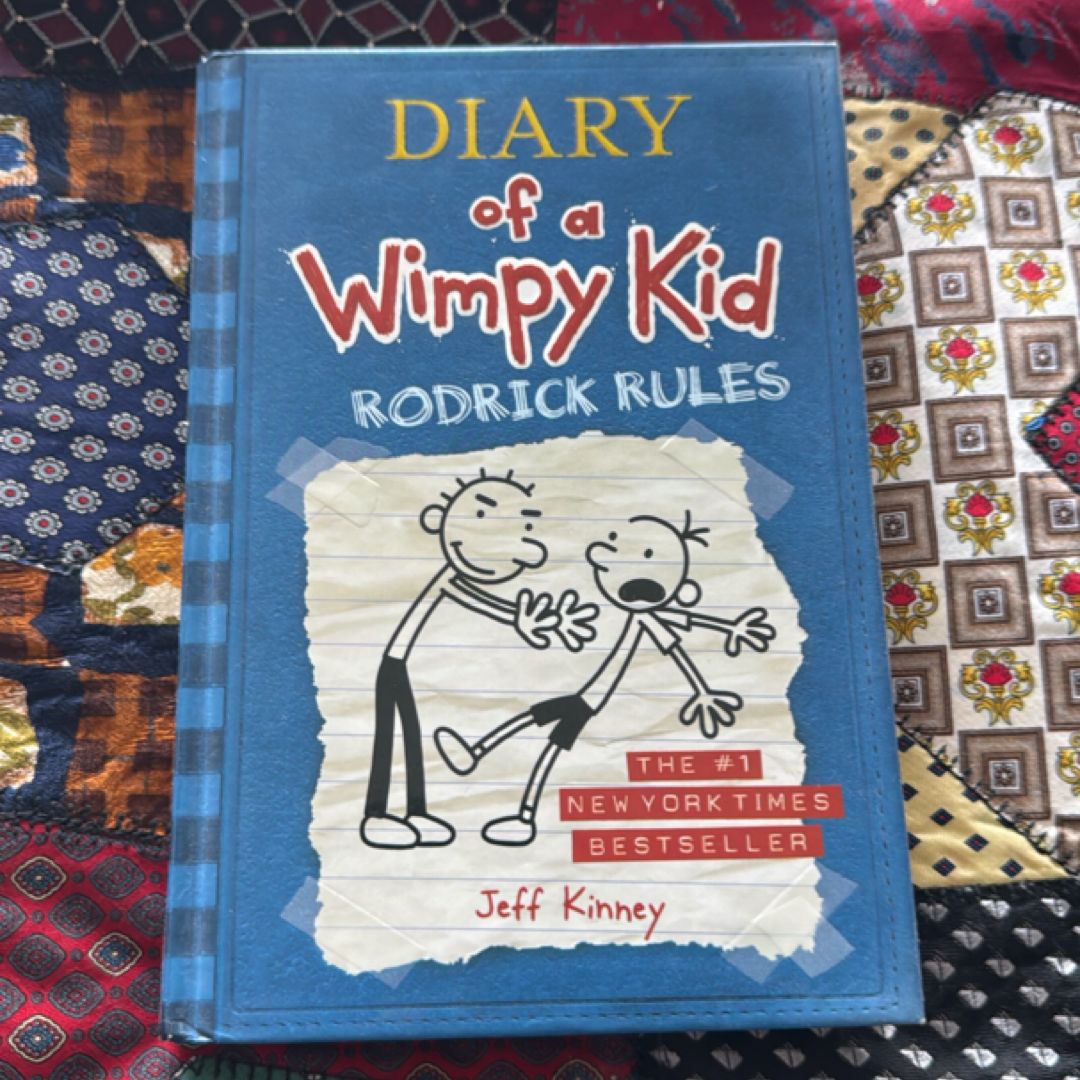 DIARY
of a
Wimpy Kid
RODRICK RULES
THE #1
NEW YORK TIMES
BESTSELLER
Jeff Kinney